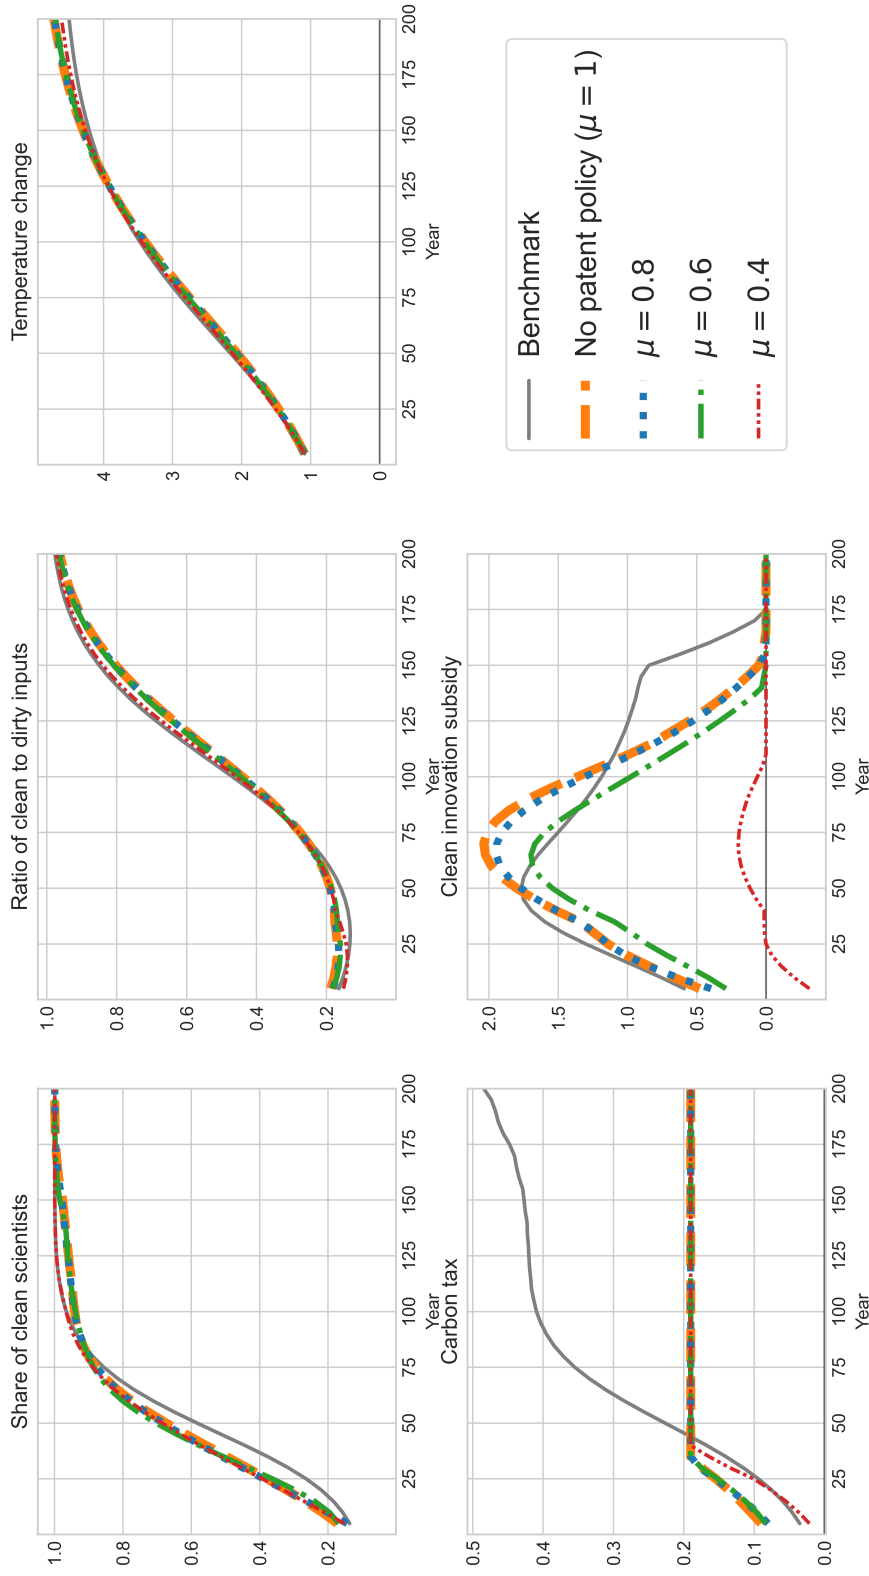 Share of clean scientists
1.0
0.8
0.6
0.4
0.2
25 50 75 100 125 150 175 200
Year
Ratio of clean to dirty inputs
1.0
0.8
0.6
0.4
0.2
25 50 75 100 125 150 175 200
Year
Temperature change
4
3
2
1
0
25 50 75 100 125 150 175 200
Year
Carbon tax
0.5
0.4
0.3
0.2
0.1
0.0
25 50 75 100 125 150 175 200
Year
Clean innovation subsidy
2.0
1.5
1.0
0.5
0.0
25 50 75 100 125 150 175 200
Year
Benchmark
No patent policy (μ = 1)
μ = 0.8
μ = 0.6
μ = 0.4